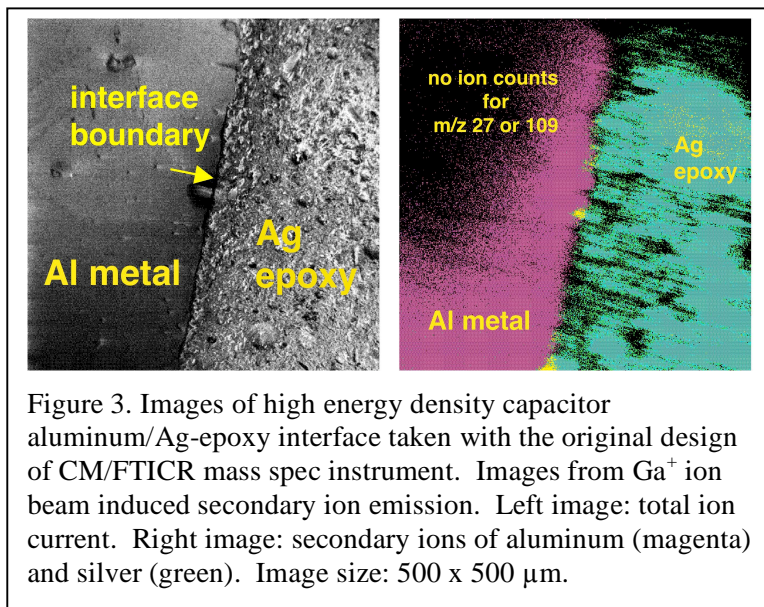 interface
boundary
Al metal
Ag
epoxy
no ion counts
for
m/z 27 or 109
Ag
epoxy
Al metal
Figure 3. Images of high energy density capacitor
aluminum/Ag-epoxy interface taken with the original design
of CM/FTICR mass spec instrument.  Images from Ga⁺ ion
beam induced secondary ion emission.  Left image: total ion
current.  Right image: secondary ions of aluminum (magenta)
and silver (green).  Image size: 500 x 500 µm.